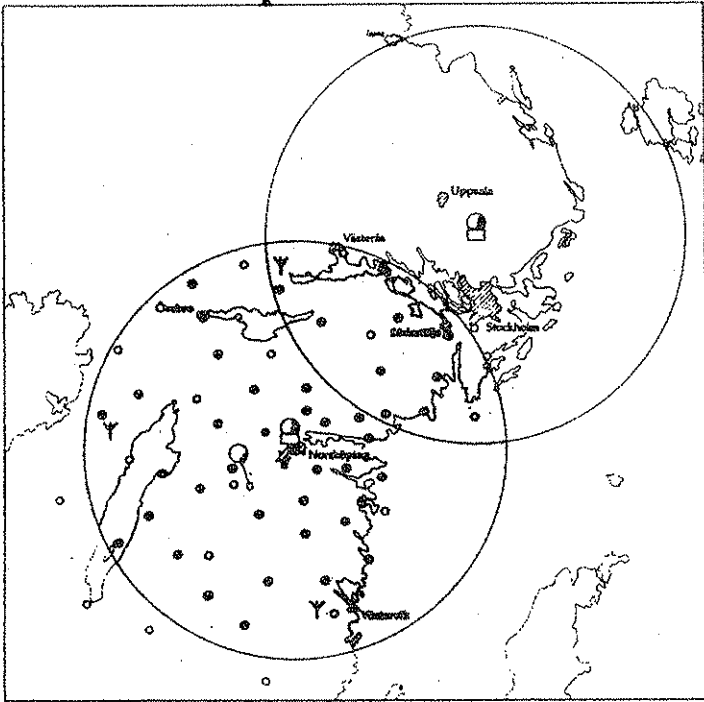 Uppsala
Västerås
Örebro
Stockholm
Södertälje
Norrköping
Västervik